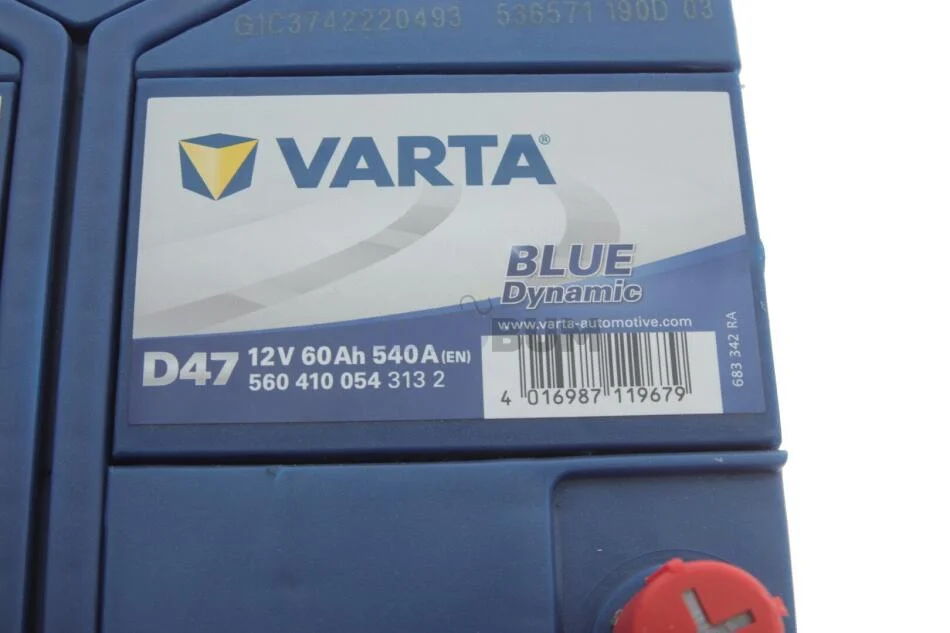 G1C3742220493 536571 190D 03
VARTA®
BLUE
Dynamic
www.varta-automotive.com
BUM
D47 12V 60Ah 540A (EN)
560 410 054 313 2
4 016987 119679
683 342 RA